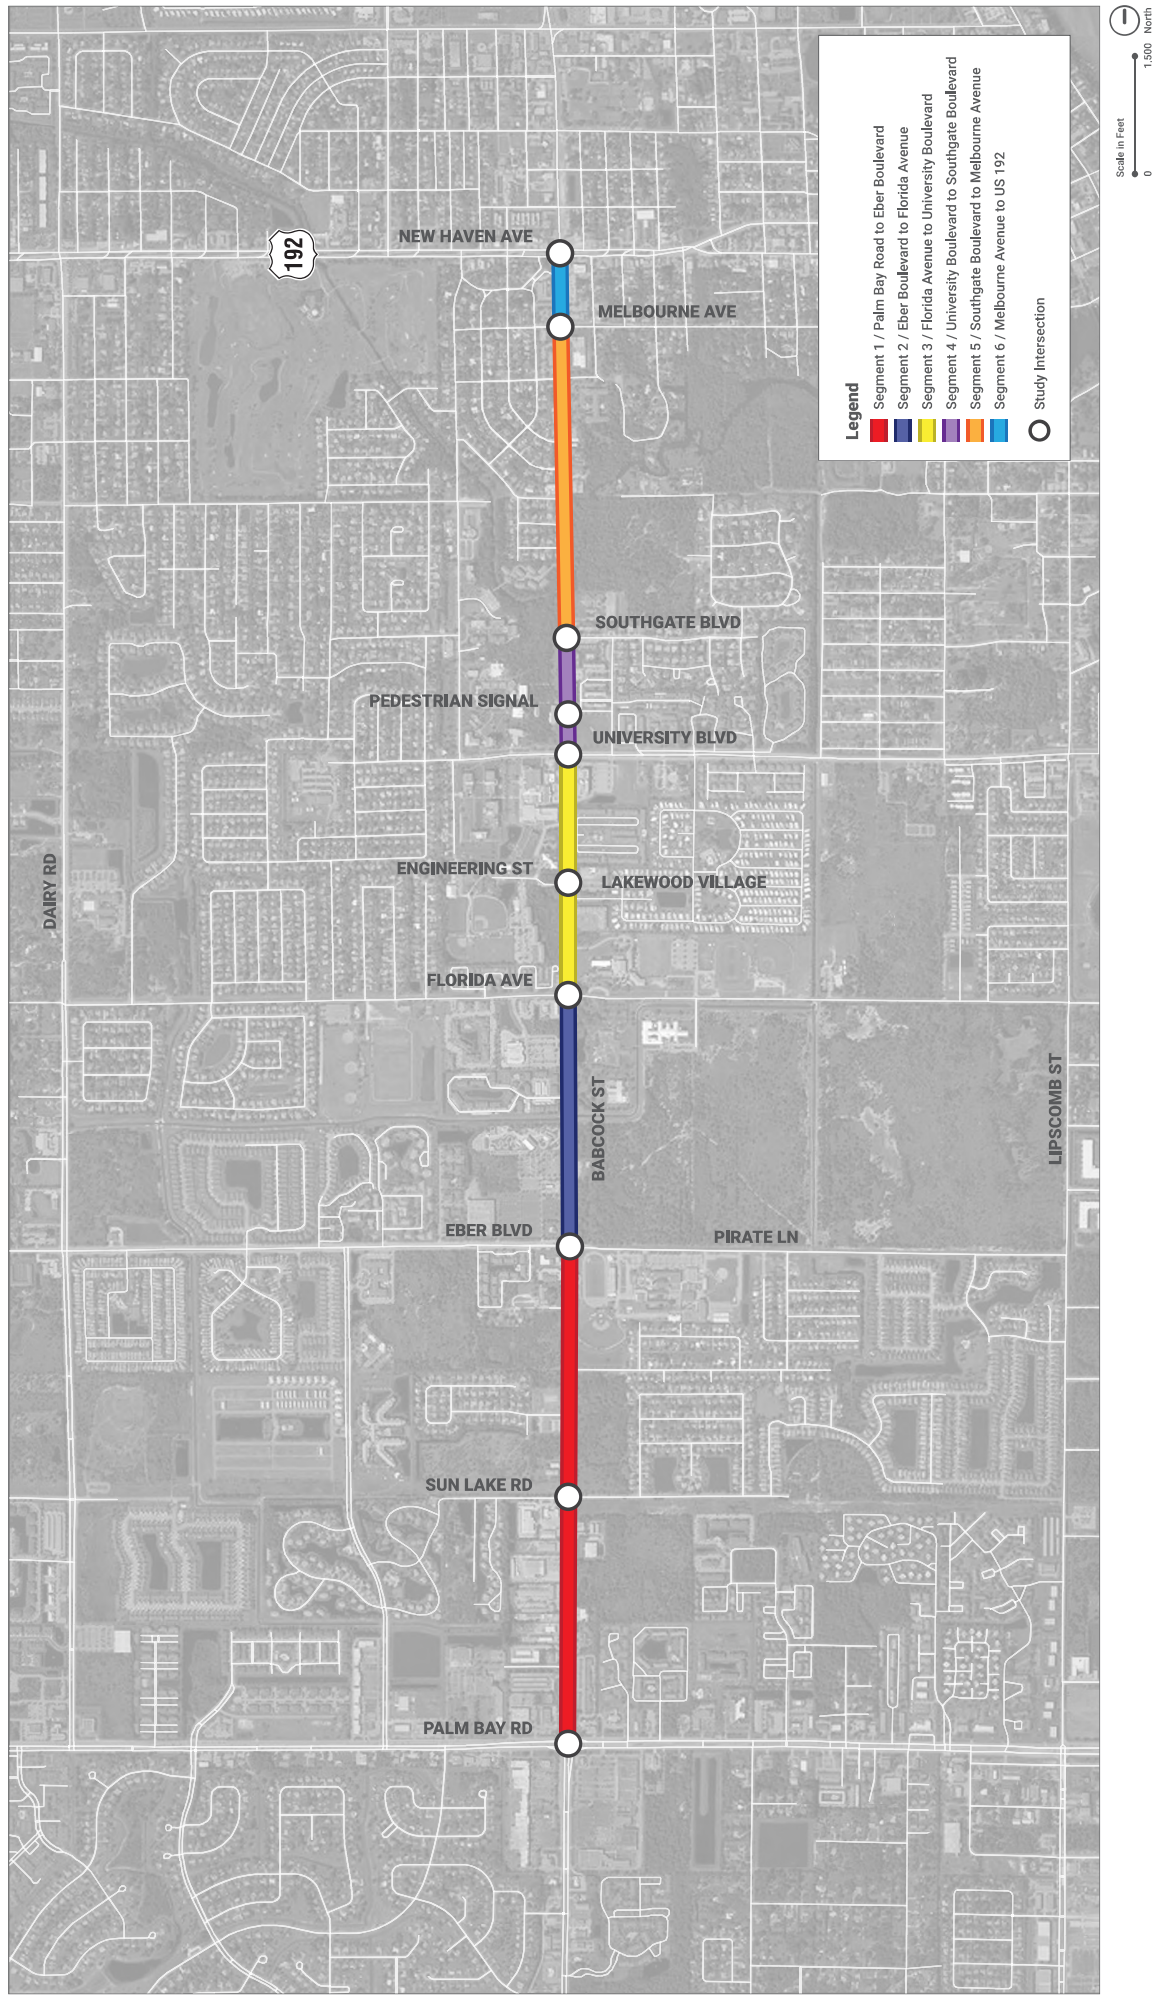 NEW HAVEN AVE
192
MELBOURNE AVE
SOUTHGATE BLVD
PEDESTRIAN SIGNAL
UNIVERSITY BLVD
ENGINEERING ST
LAKEWOOD VILLAGE
DAIRY RD
FLORIDA AVE
BABCOCK ST
LIPSCOMB ST
EBER BLVD
PIRATE LN
SUN LAKE RD
PALM BAY RD
Legend
Segment 1 / Palm Bay Road to Eber Boulevard
Segment 2 / Eber Boulevard to Florida Avenue
Segment 3 / Florida Avenue to University Boulevard
Segment 4 / University Boulevard to Southgate Boulevard
Segment 5 / Southgate Boulevard to Melbourne Avenue
Segment 6 / Melbourne Avenue to US 192
Study Intersection
Scale in Feet
0 1,500
North